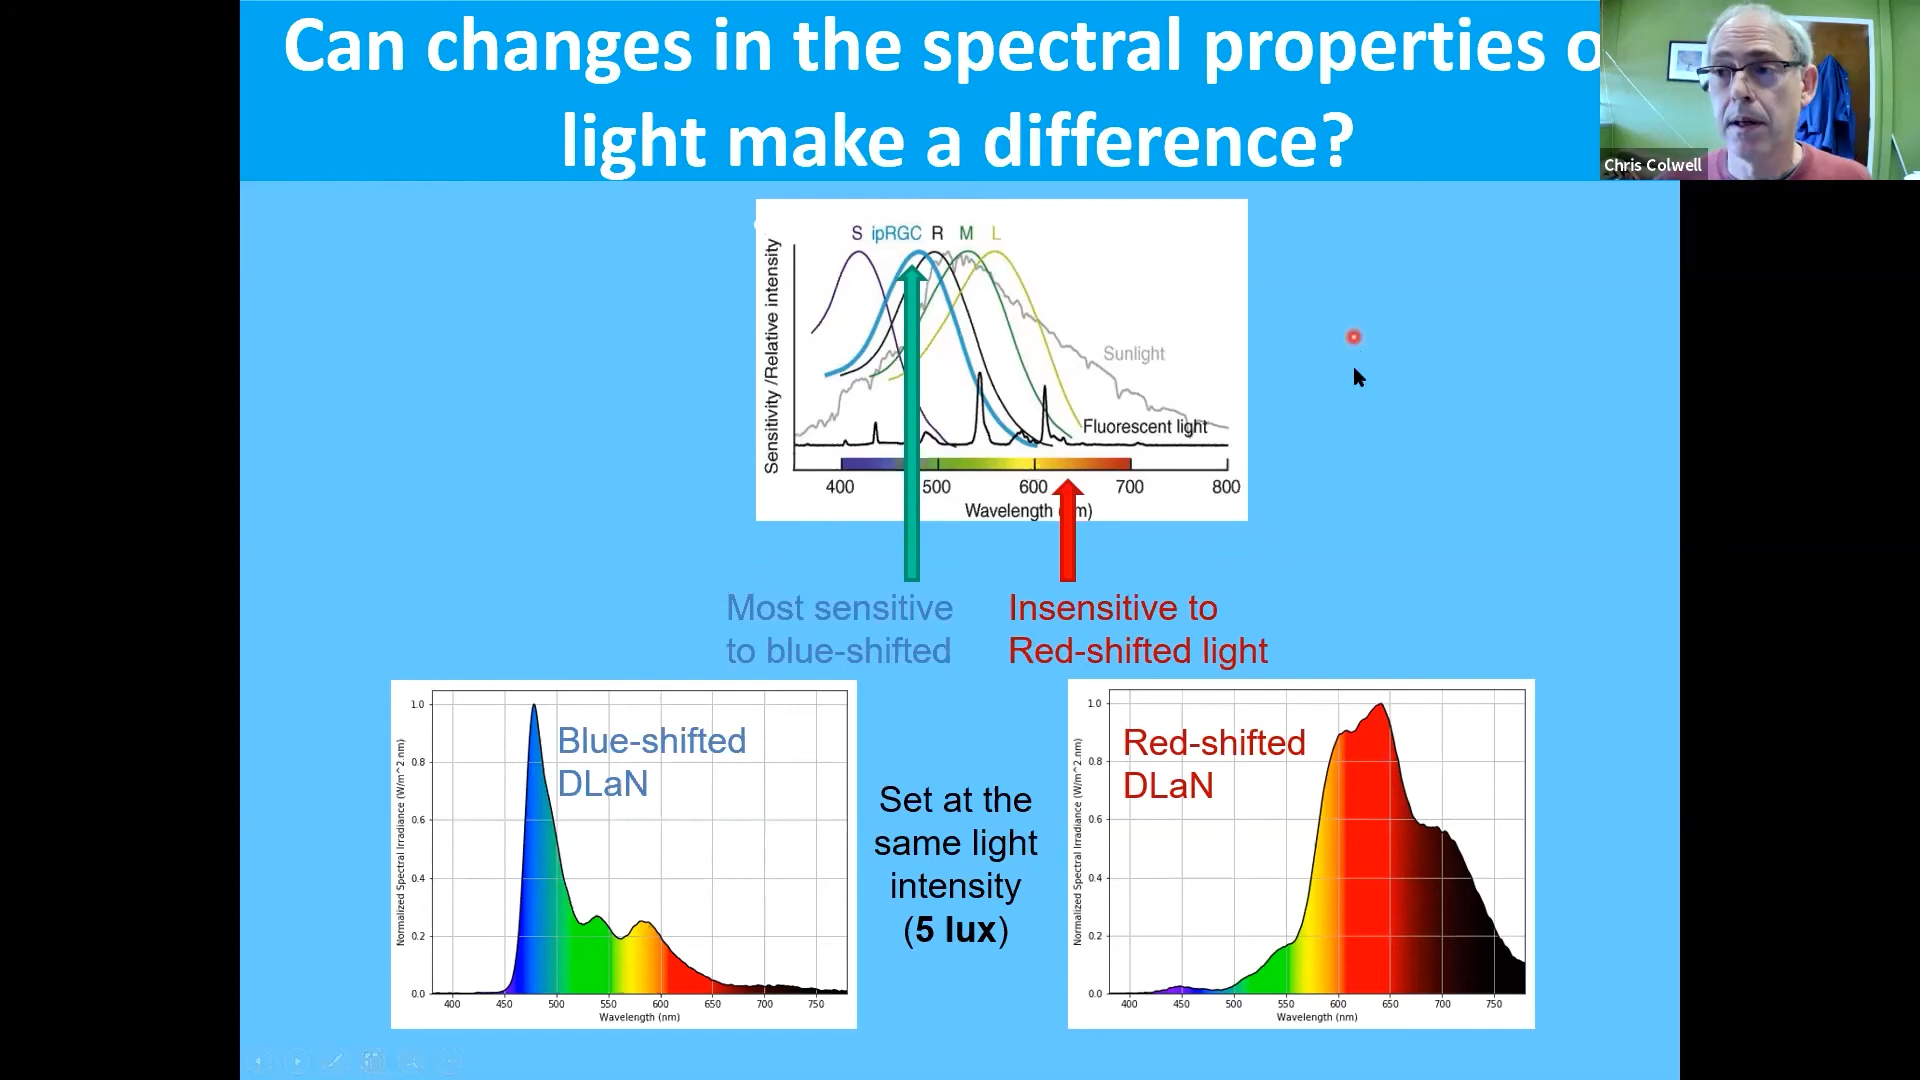 Can changes in the spectral properties o
light make a difference?
Chris Colwell
S ipRGC R M L
Sensitivity /Relative intensity
Sunlight
Fluorescent light
400 500 600 700 800
Wavelength m)
Most sensitive
to blue-shifted
Insensitive to
Red-shifted light
Blue-shifted
DLaN
1.0
0.8
0.6
0.4
0.2
0.0
Normalized Spectral Irradiance (W/m^2.nm)
400 450 500 550 600 650 700 750
Wavelength (nm)
Set at the
same light
intensity
(5 lux)
Red-shifted
DLaN
1.0
0.8
0.6
0.4
0.2
0.0
Normalized Spectral Irradiance (W/m^2.nm)
400 450 500 550 600 650 700 750
Wavelength (nm)